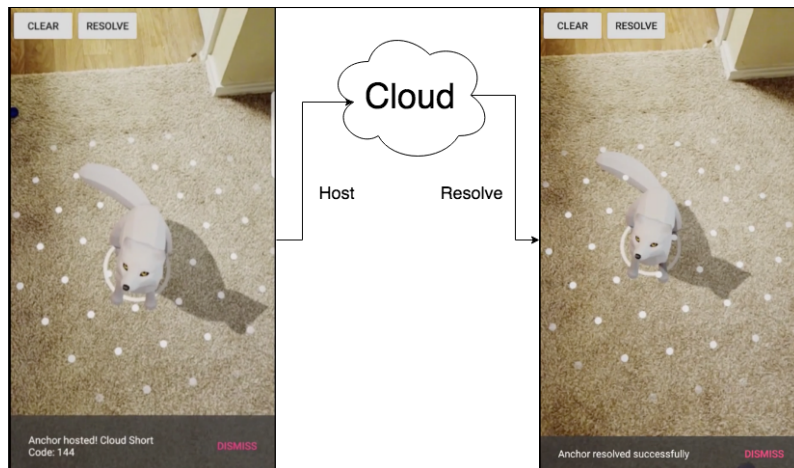 CLEAR RESOLVE
Anchor hosted! Cloud Short
Code: 144
DISMISS
Cloud
Host Resolve
CLEAR RESOLVE
Anchor resolved successfully DISMISS